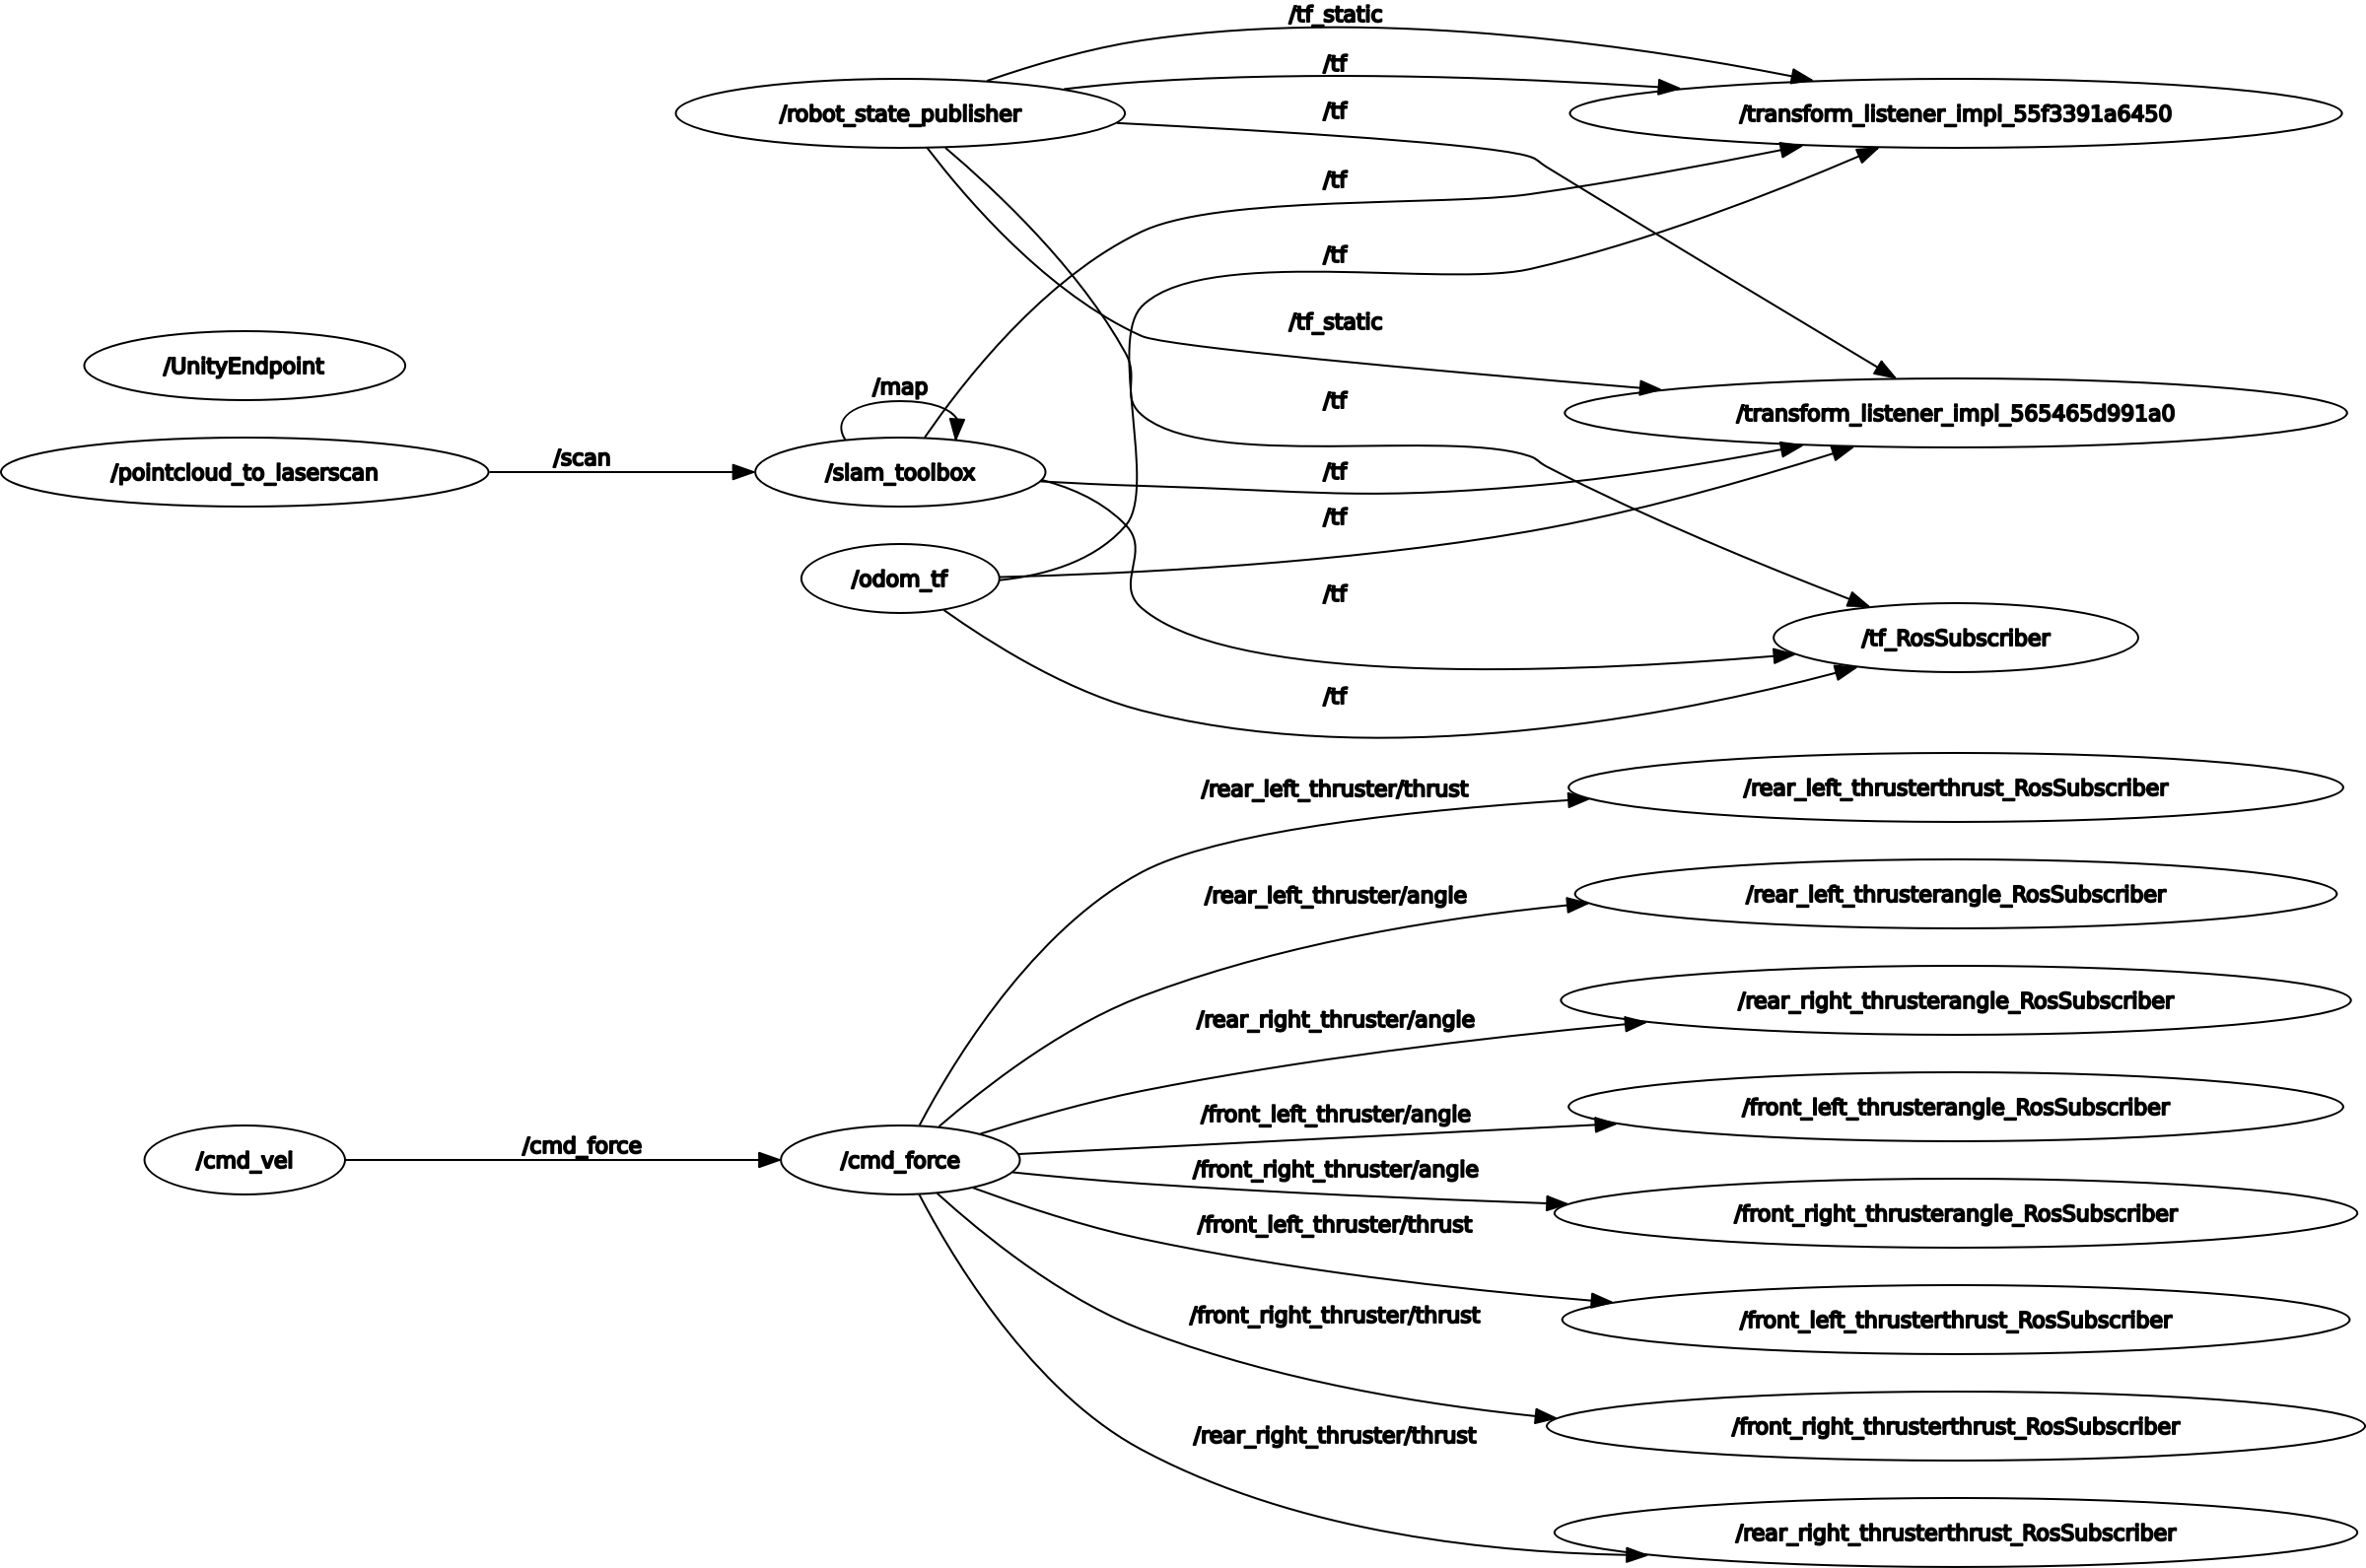 /tf_static
/tf
/robot_state_publisher
/tf
/transform_listener_impl_55f3391a6450
/tf
/tf
/tf_static
/UnityEndpoint
/map
/tf
/transform_listener_impl_565465d991a0
/pointcloud_to_laserscan
/scan
/slam_toolbox
/tf
/tf
/odom_tf
/tf
/tf_RosSubscriber
/tf
/rear_left_thruster/thrust
/rear_left_thrusterthrust_RosSubscriber
/rear_left_thruster/angle
/rear_left_thrusterangle_RosSubscriber
/rear_right_thruster/angle
/rear_right_thrusterangle_RosSubscriber
/front_left_thruster/angle
/front_left_thrusterangle_RosSubscriber
/cmd_vel
/cmd_force
/cmd_force
/front_right_thruster/angle
/front_right_thrusterangle_RosSubscriber
/front_left_thruster/thrust
/front_left_thrusterthrust_RosSubscriber
/front_right_thruster/thrust
/front_right_thrusterthrust_RosSubscriber
/rear_right_thruster/thrust
/rear_right_thrusterthrust_RosSubscriber